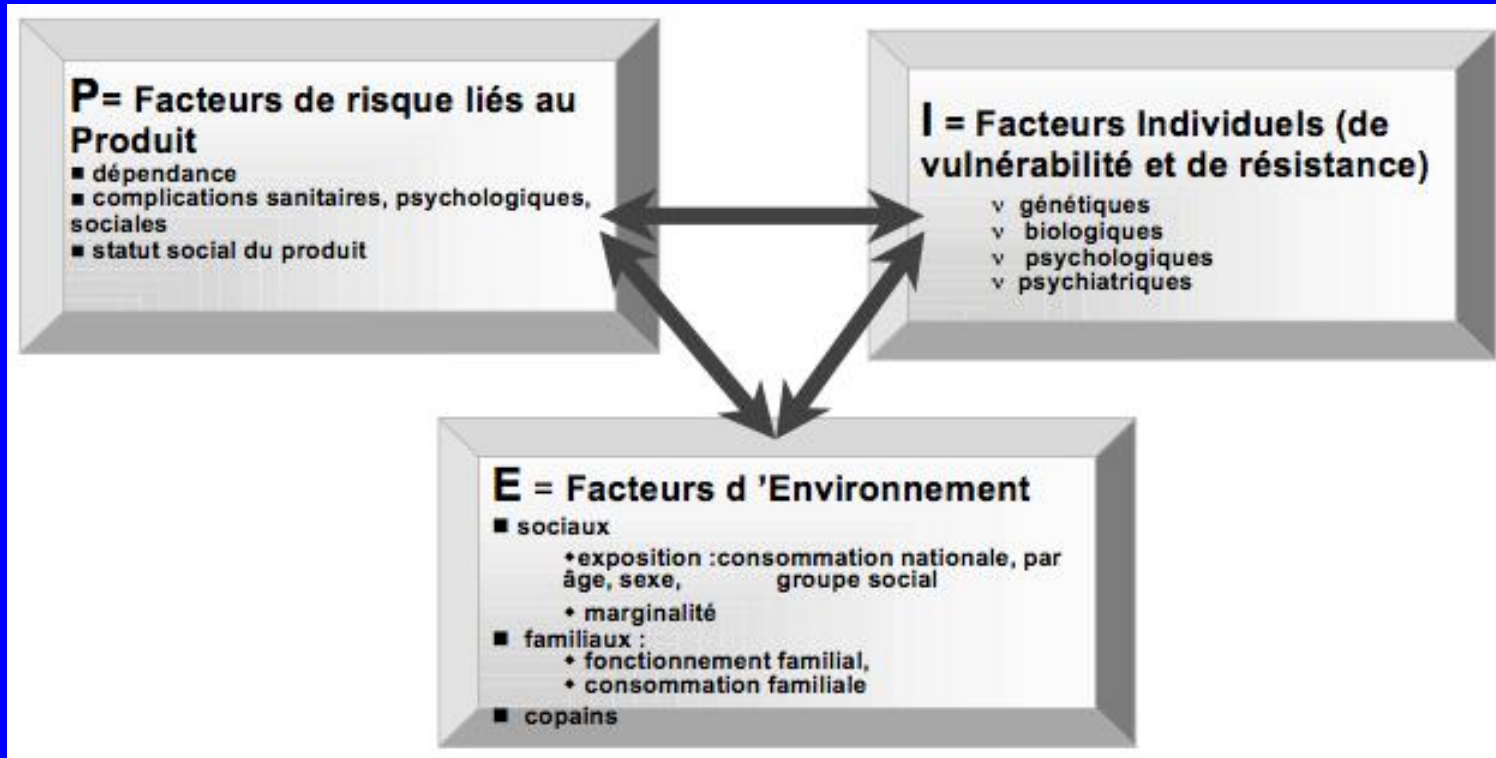 P= Facteurs de risque liés au
Produit
■ dépendance
■ complications sanitaires, psychologiques,
sociales
■ statut social du produit
I = Facteurs Individuels (de
vulnérabilité et de résistance)
ν génétiques
ν biologiques
ν psychologiques
ν psychiatriques
E = Facteurs d ’Environnement
■ sociaux
◆exposition :consommation nationale, par
âge, sexe, groupe social
◆ marginalité
■ familiaux :
◆ fonctionnement familial,
◆ consommation familiale
■ copains